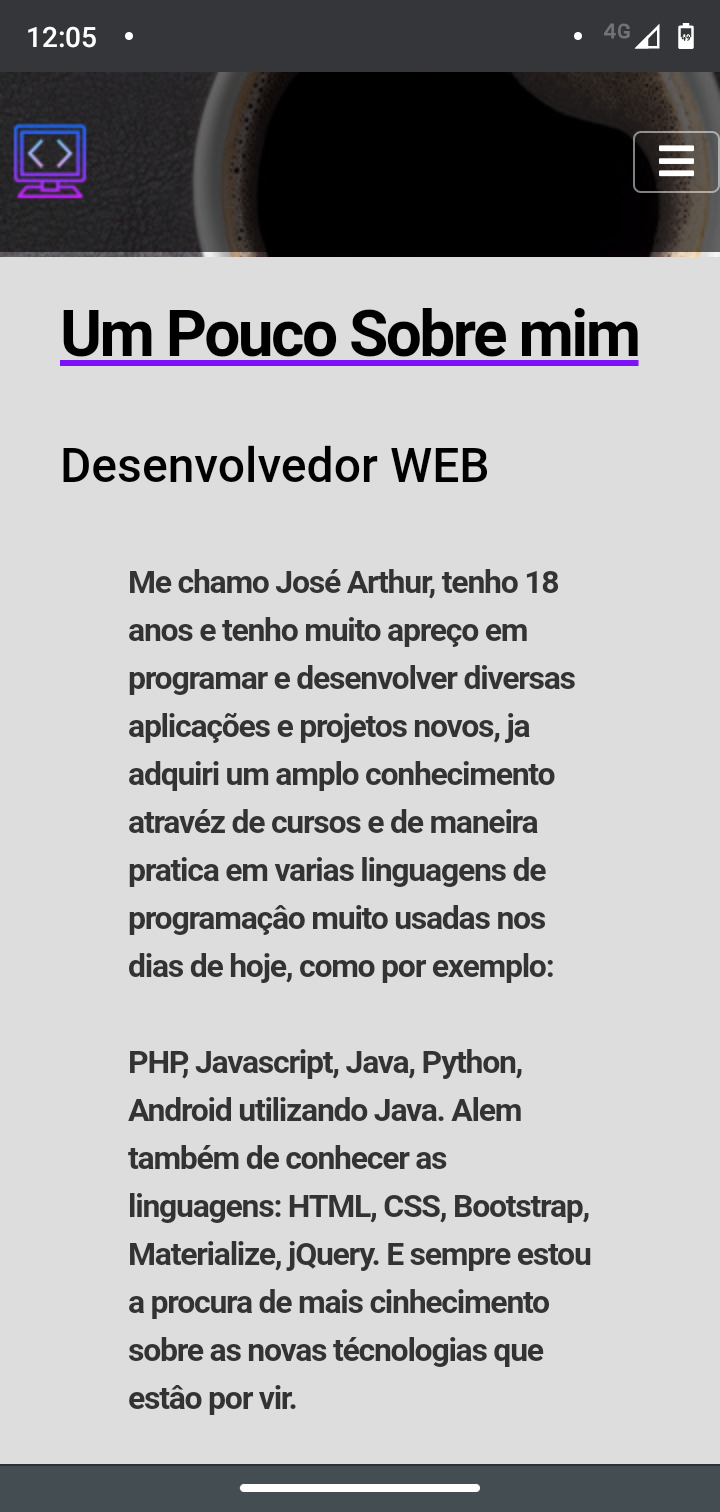 12:05
4G
Um Pouco Sobre mim
Desenvolvedor WEB
Me chamo José Arthur, tenho 18
anos e tenho muito apreço em
programar e desenvolver diversas
aplicações e projetos novos, ja
adquiri um amplo conhecimento
atravéz de cursos e de maneira
pratica em varias linguagens de
programaçâo muito usadas nos
dias de hoje, como por exemplo:
PHP, Javascript, Java, Python,
Android utilizando Java. Alem
também de conhecer as
linguagens: HTML, CSS, Bootstrap,
Materialize, jQuery. E sempre estou
a procura de mais cinhecimento
sobre as novas técnologias que
estâo por vir.